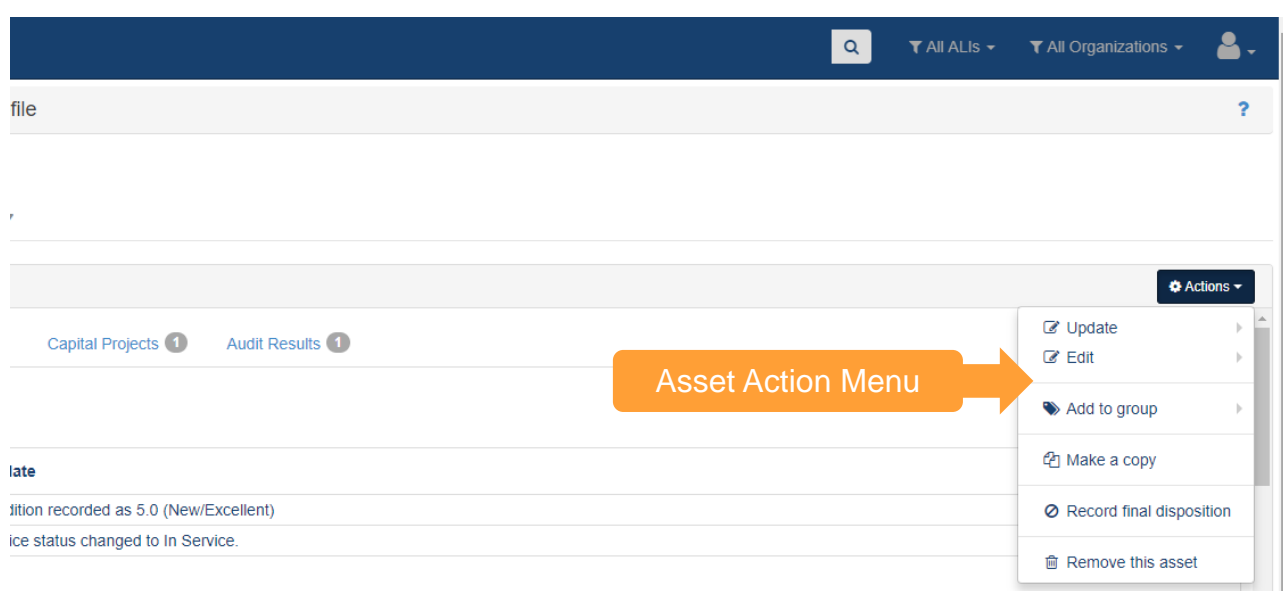 All ALIs
All Organizations
file
?
Actions
Capital Projects 1
Audit Results 1
Update
Edit
Asset Action Menu
Add to group
Make a copy
Record final disposition
Remove this asset
date
dition recorded as 5.0 (New/Excellent)
ice status changed to In Service.